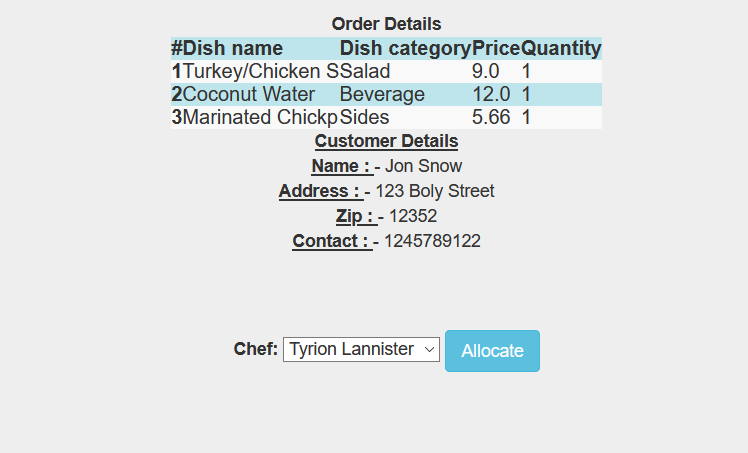 Order Details
# Dish name Dish category Price Quantity
1 Turkey/Chicken S Salad 9.0 1
2 Coconut Water Beverage 12.0 1
3 Marinated Chickp Sides 5.66 1
Customer Details
Name : - Jon Snow
Address : - 123 Boly Street
Zip : - 12352
Contact : - 1245789122
Chef: Tyrion Lannister Allocate